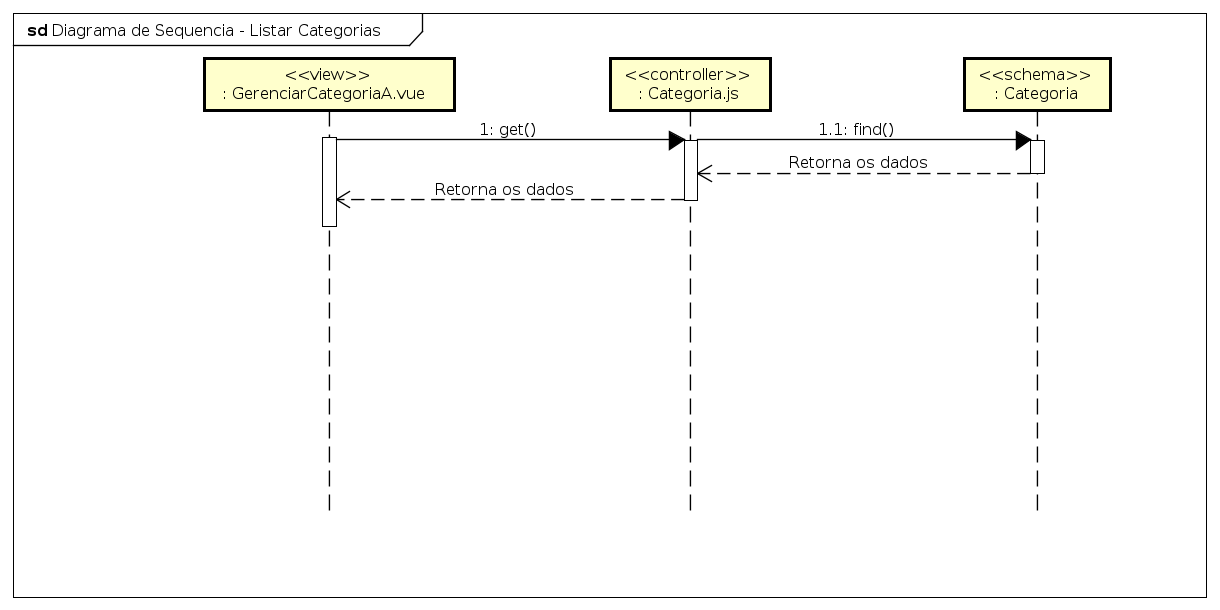 sd Diagrama de Sequencia - Listar Categorias
<<view>>
: GerenciarCategoriaA.vue
<<controller>>
: Categoria.js
<<schema>>
: Categoria
1: get()
1.1: find()
Retorna os dados
Retorna os dados